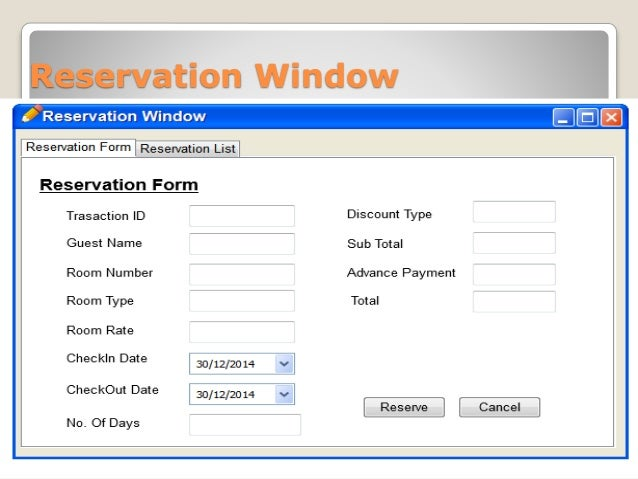 Reservation Window
Reservation Window
Reservation Form Reservation List
Reservation Form
Trasaction ID
Guest Name
Room Number
Room Type
Room Rate
CheckIn Date 30/12/2014
CheckOut Date 30/12/2014
No. Of Days
Discount Type
Sub Total
Advance Payment
Total
Reserve Cancel